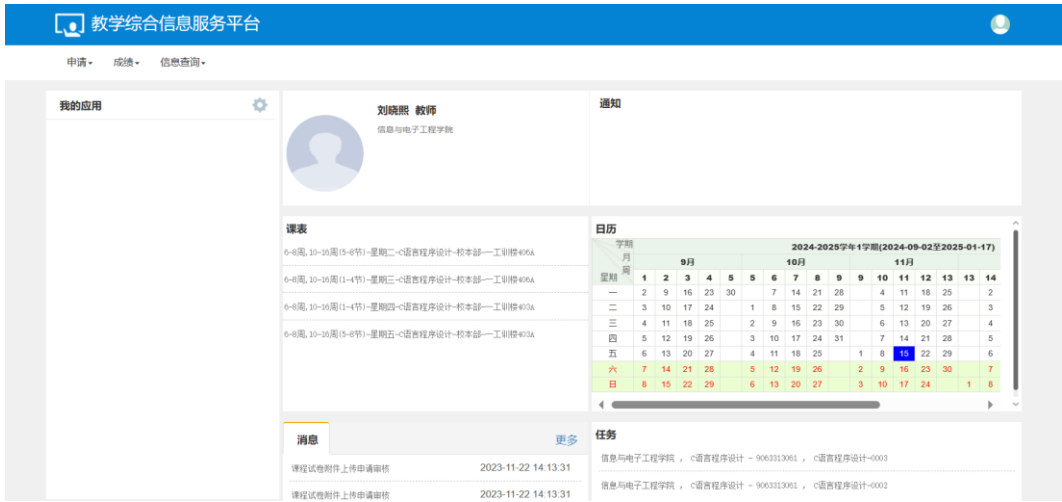 教学综合信息服务平台
申请 成绩 信息查询
我的应用
刘晓熙 教师
信息与电子工程学院
通知
课表
6-8周,10-16周(5-8节)-星期二-C语言程序设计-校本部-—工训楼406A
6-8周,10-16周(1-4节)-星期三-C语言程序设计-校本部-—工训楼406A
6-8周,10-16周(1-4节)-星期四-C语言程序设计-校本部-—工训楼403A
6-8周,10-16周(5-8节)-星期五-C语言程序设计-校本部-—工训楼403A
日历
学期 2024-2025学年1学期(2024-09-02至2025-01-17)
月 9月 10月 11月
周
星期 1 2 3 4 5 5 6 7 8 9 9 10 11 12 13 13 14
一 2 9 16 23 30 7 14 21 28 4 11 18 25 2
二 3 10 17 24 1 8 15 22 29 5 12 19 26 3
三 4 11 18 25 2 9 16 23 30 6 13 20 27 4
四 5 12 19 26 3 10 17 24 31 7 14 21 28 5
五 6 13 20 27 4 11 18 25 1 8 15 22 29 6
六 7 14 21 28 5 12 19 26 2 9 16 23 30 7
日 8 15 22 29 6 13 20 27 3 10 17 24 1 8
消息 更多
课程试卷附件上传申请审核 2023-11-22 14:13:31
课程试卷附件上传申请审核 2023-11-22 14:13:31
任务
信息与电子工程学院 , C语言程序设计 - 9063313061 , C语言程序设计-0003
信息与电子工程学院 , C语言程序设计 - 9063313061 , C语言程序设计-0002